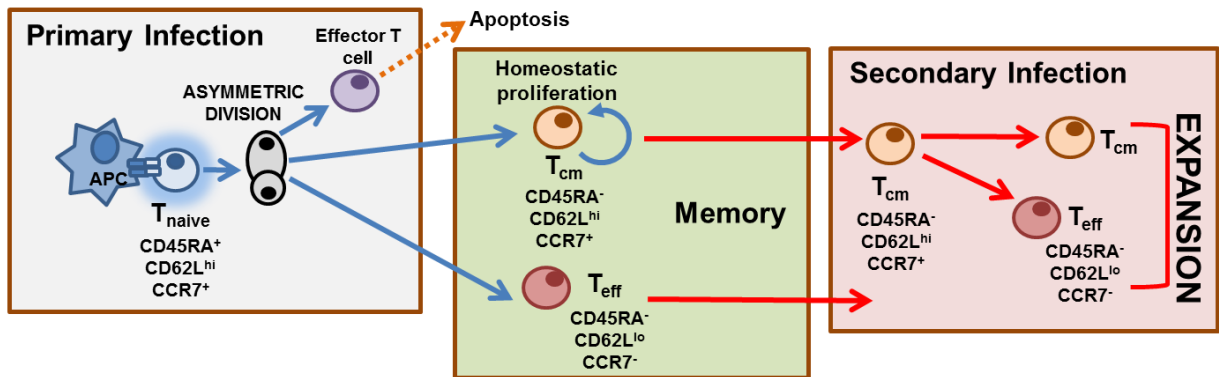 Primary Infection
Effector T
cell
Apoptosis
ASYMMETRIC
DIVISION
APC
Tnaive
CD45RA⁺
CD62Lʰⁱ
CCR7⁺
Homeostatic
proliferation
Tcm
CD45RA⁻
CD62Lʰⁱ
CCR7⁺
Memory
Teff
CD45RA⁻
CD62Lˡᵒ
CCR7⁻
Secondary Infection
Tcm
CD45RA⁻
CD62Lʰⁱ
CCR7⁺
Tcm
Teff
CD45RA⁻
CD62Lˡᵒ
CCR7⁻
EXPANSION